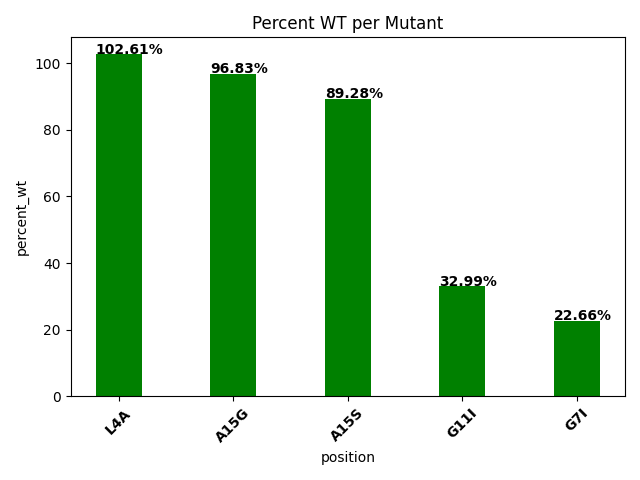 Percent WT per Mutant
102.61%
96.83%
89.28%
32.99%
22.66%
percent_wt
100
80
60
40
20
0
L4A
A15G
A15S
G11I
G7I
position